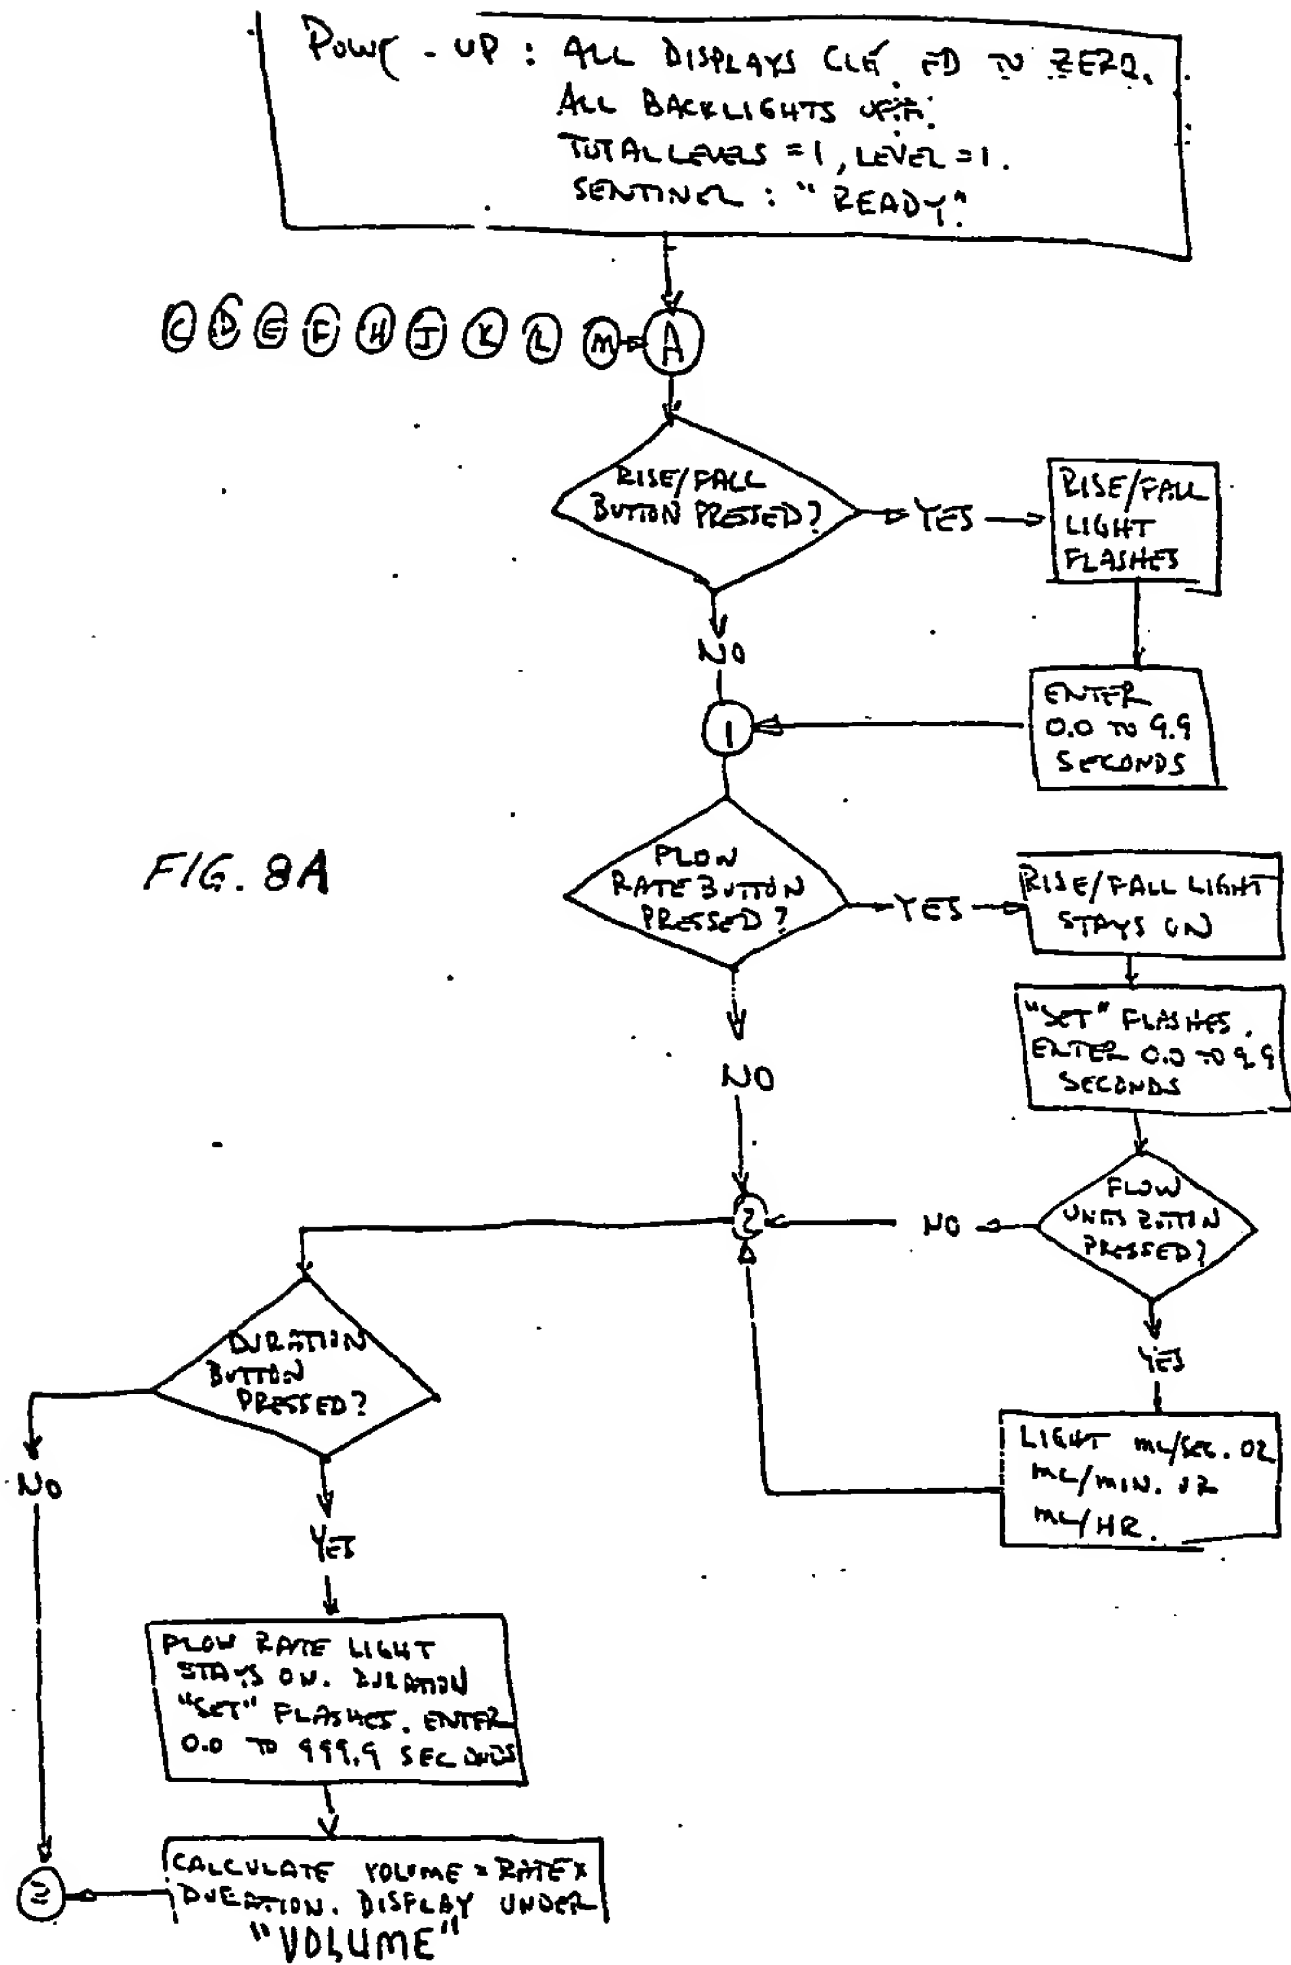 POWE - UP : ALL DISPLAYS CLE ED TO ZERO.
ALL BACKLIGHTS OFF.
TOTAL LEVELS = 1, LEVEL = 1.
SENTINEL : "READY".
C D E F H J K L M A
RISE/FALL
BUTTON PRESSED?
YES
RISE/FALL
LIGHT
FLASHES
NO
ENTER
0.0 TO 9.9
SECONDS
1
FIG. 8A
FLOW
RATE BUTTON
PRESSED?
YES
RISE/FALL LIGHT
STAYS ON
"SET" FLASHES.
ENTER 0.0 TO 9.9
SECONDS
NO
FLOW
UNITS BUTTON
PRESSED?
NO
2
YES
DURATION
BUTTON
PRESSED?
LIGHT ML/SEC. OR
ML/MIN. OR
ML/HR.
NO
YES
FLOW RATE LIGHT
STAYS ON. DURATION
"SET" FLASHES. ENTER
0.0 TO 999.9 SECONDS
CALCULATE VOLUME = RATE X
DURATION. DISPLAY UNDER
"VOLUME"